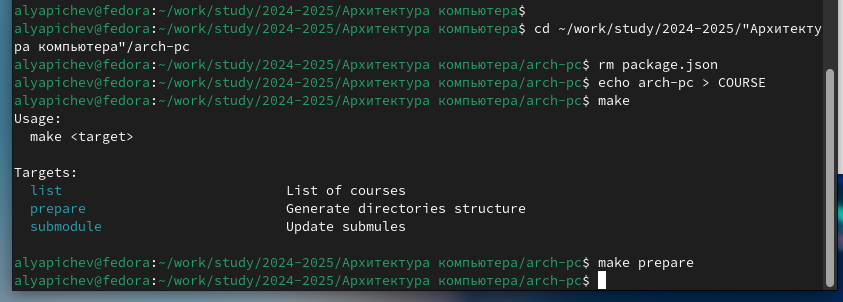 alyapichev@fedora:~/work/study/2024-2025/Архитектура компьютера$
alyapichev@fedora:~/work/study/2024-2025/Архитектура компьютера$ cd ~/work/study/2024-2025/"Архитекту
ра компьютера"/arch-pc
alyapichev@fedora:~/work/study/2024-2025/Архитектура компьютера/arch-pc$ rm package.json
alyapichev@fedora:~/work/study/2024-2025/Архитектура компьютера/arch-pc$ echo arch-pc > COURSE
alyapichev@fedora:~/work/study/2024-2025/Архитектура компьютера/arch-pc$ make
Usage:
  make <target>

Targets:
  list                            List of courses
  prepare                         Generate directories structure
  submodule                       Update submules

alyapichev@fedora:~/work/study/2024-2025/Архитектура компьютера/arch-pc$ make prepare
alyapichev@fedora:~/work/study/2024-2025/Архитектура компьютера/arch-pc$